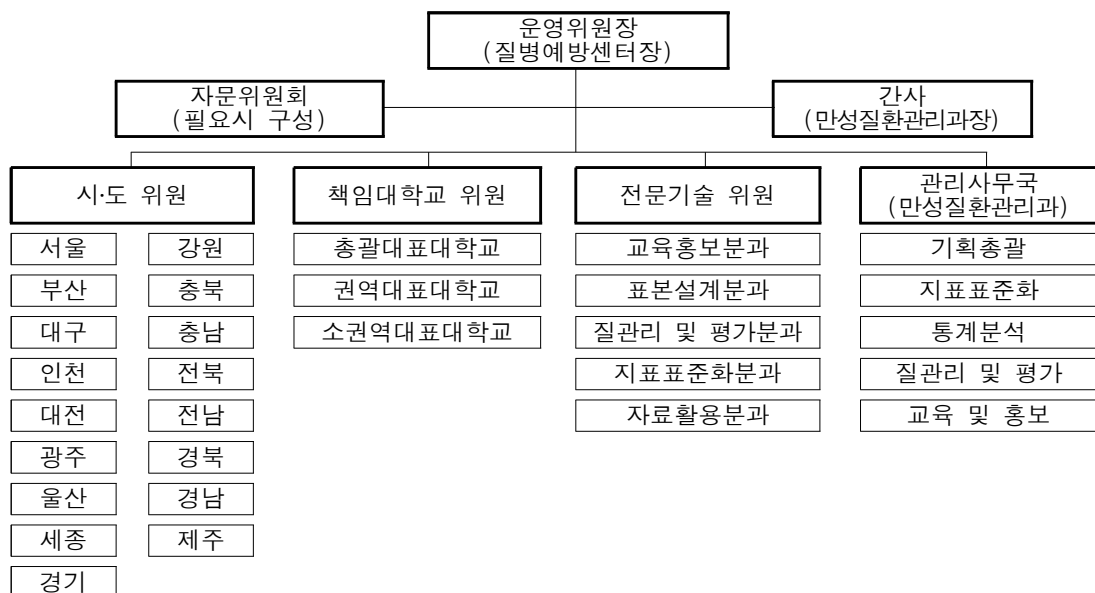 운영위원장
(질병예방센터장)
자문위원회
(필요시 구성)
간사
(만성질환관리과장)
시·도 위원
책임대학교 위원
전문기술 위원
관리사무국
(만성질환관리과)
서울
강원
부산
충북
대구
충남
인천
전북
대전
전남
광주
경북
울산
경남
세종
제주
경기
총괄대표대학교
권역대표대학교
소권역대표대학교
교육홍보분과
표본설계분과
질관리 및 평가분과
지표표준화분과
자료활용분과
기획총괄
지표표준화
통계분석
질관리 및 평가
교육 및 홍보